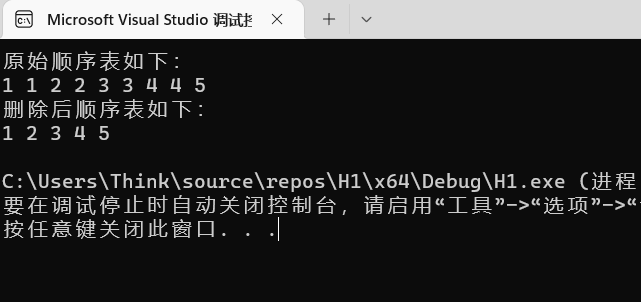 Microsoft Visual Studio 调试控
原始顺序表如下:
1 1 2 2 3 3 4 4 5
删除后顺序表如下:
1 2 3 4 5
C:\Users\Think\source\repos\H1\x64\Debug\H1.exe (进程
要在调试停止时自动关闭控制台, 请启用“工具”->“选项”->“
按任意键关闭此窗口. . .